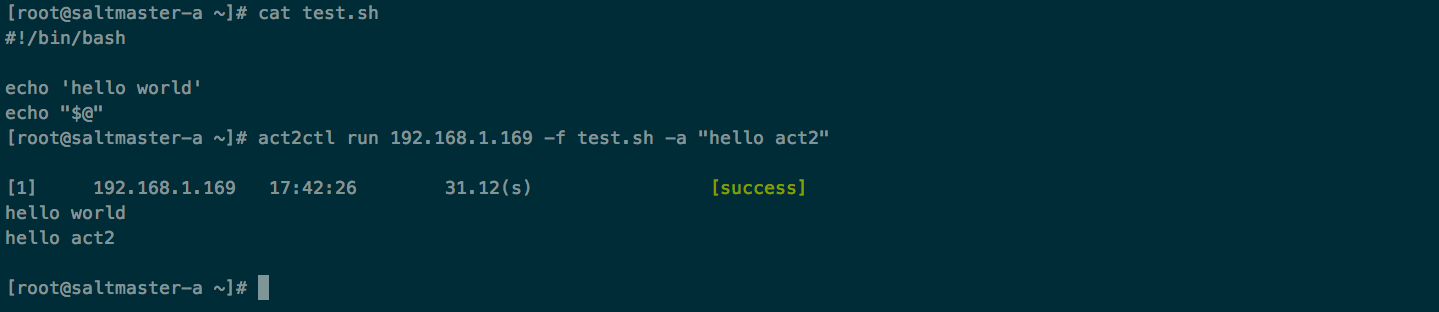 [root@saltmaster-a ~]# cat test.sh
#!/bin/bash
echo 'hello world'
echo "$@"
[root@saltmaster-a ~]# act2ctl run 192.168.1.169 -f test.sh -a "hello act2"
[1] 192.168.1.169 17:42:26 31.12(s) [success]
hello world
hello act2
[root@saltmaster-a ~]#